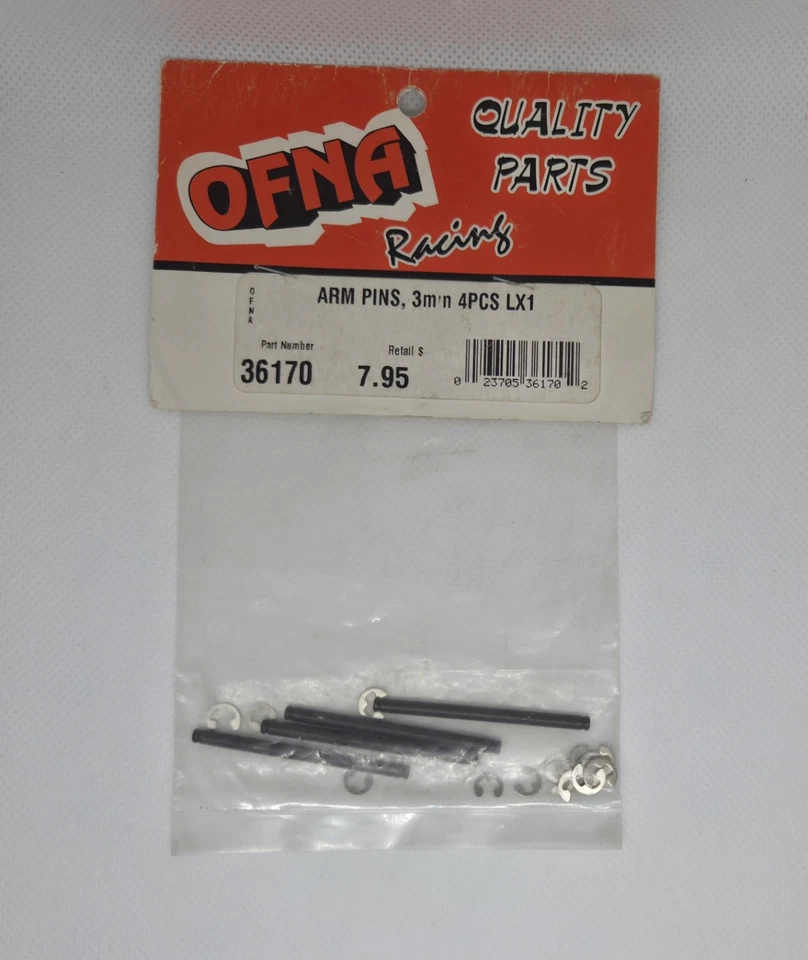 OFNA
Racing
QUALITY
PARTS
OFNA
ARM PINS, 3mm 4PCS LX1
Part Number
36170
Retail $
7.95
0 23705 36170 2